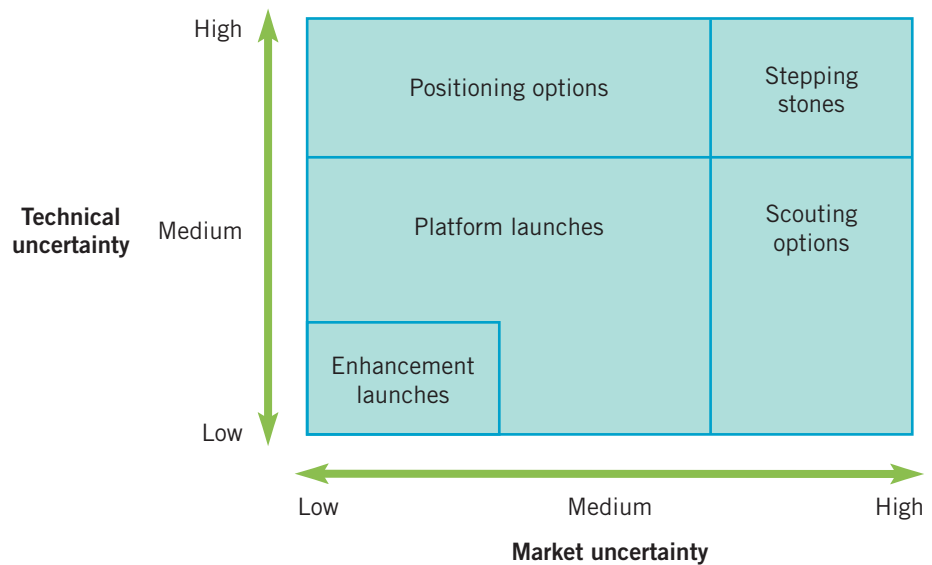 High
Positioning options
Stepping
stones
Technical
uncertainty
Medium
Platform launches
Scouting
options
Enhancement
launches
Low
Low
Medium
High
Market uncertainty